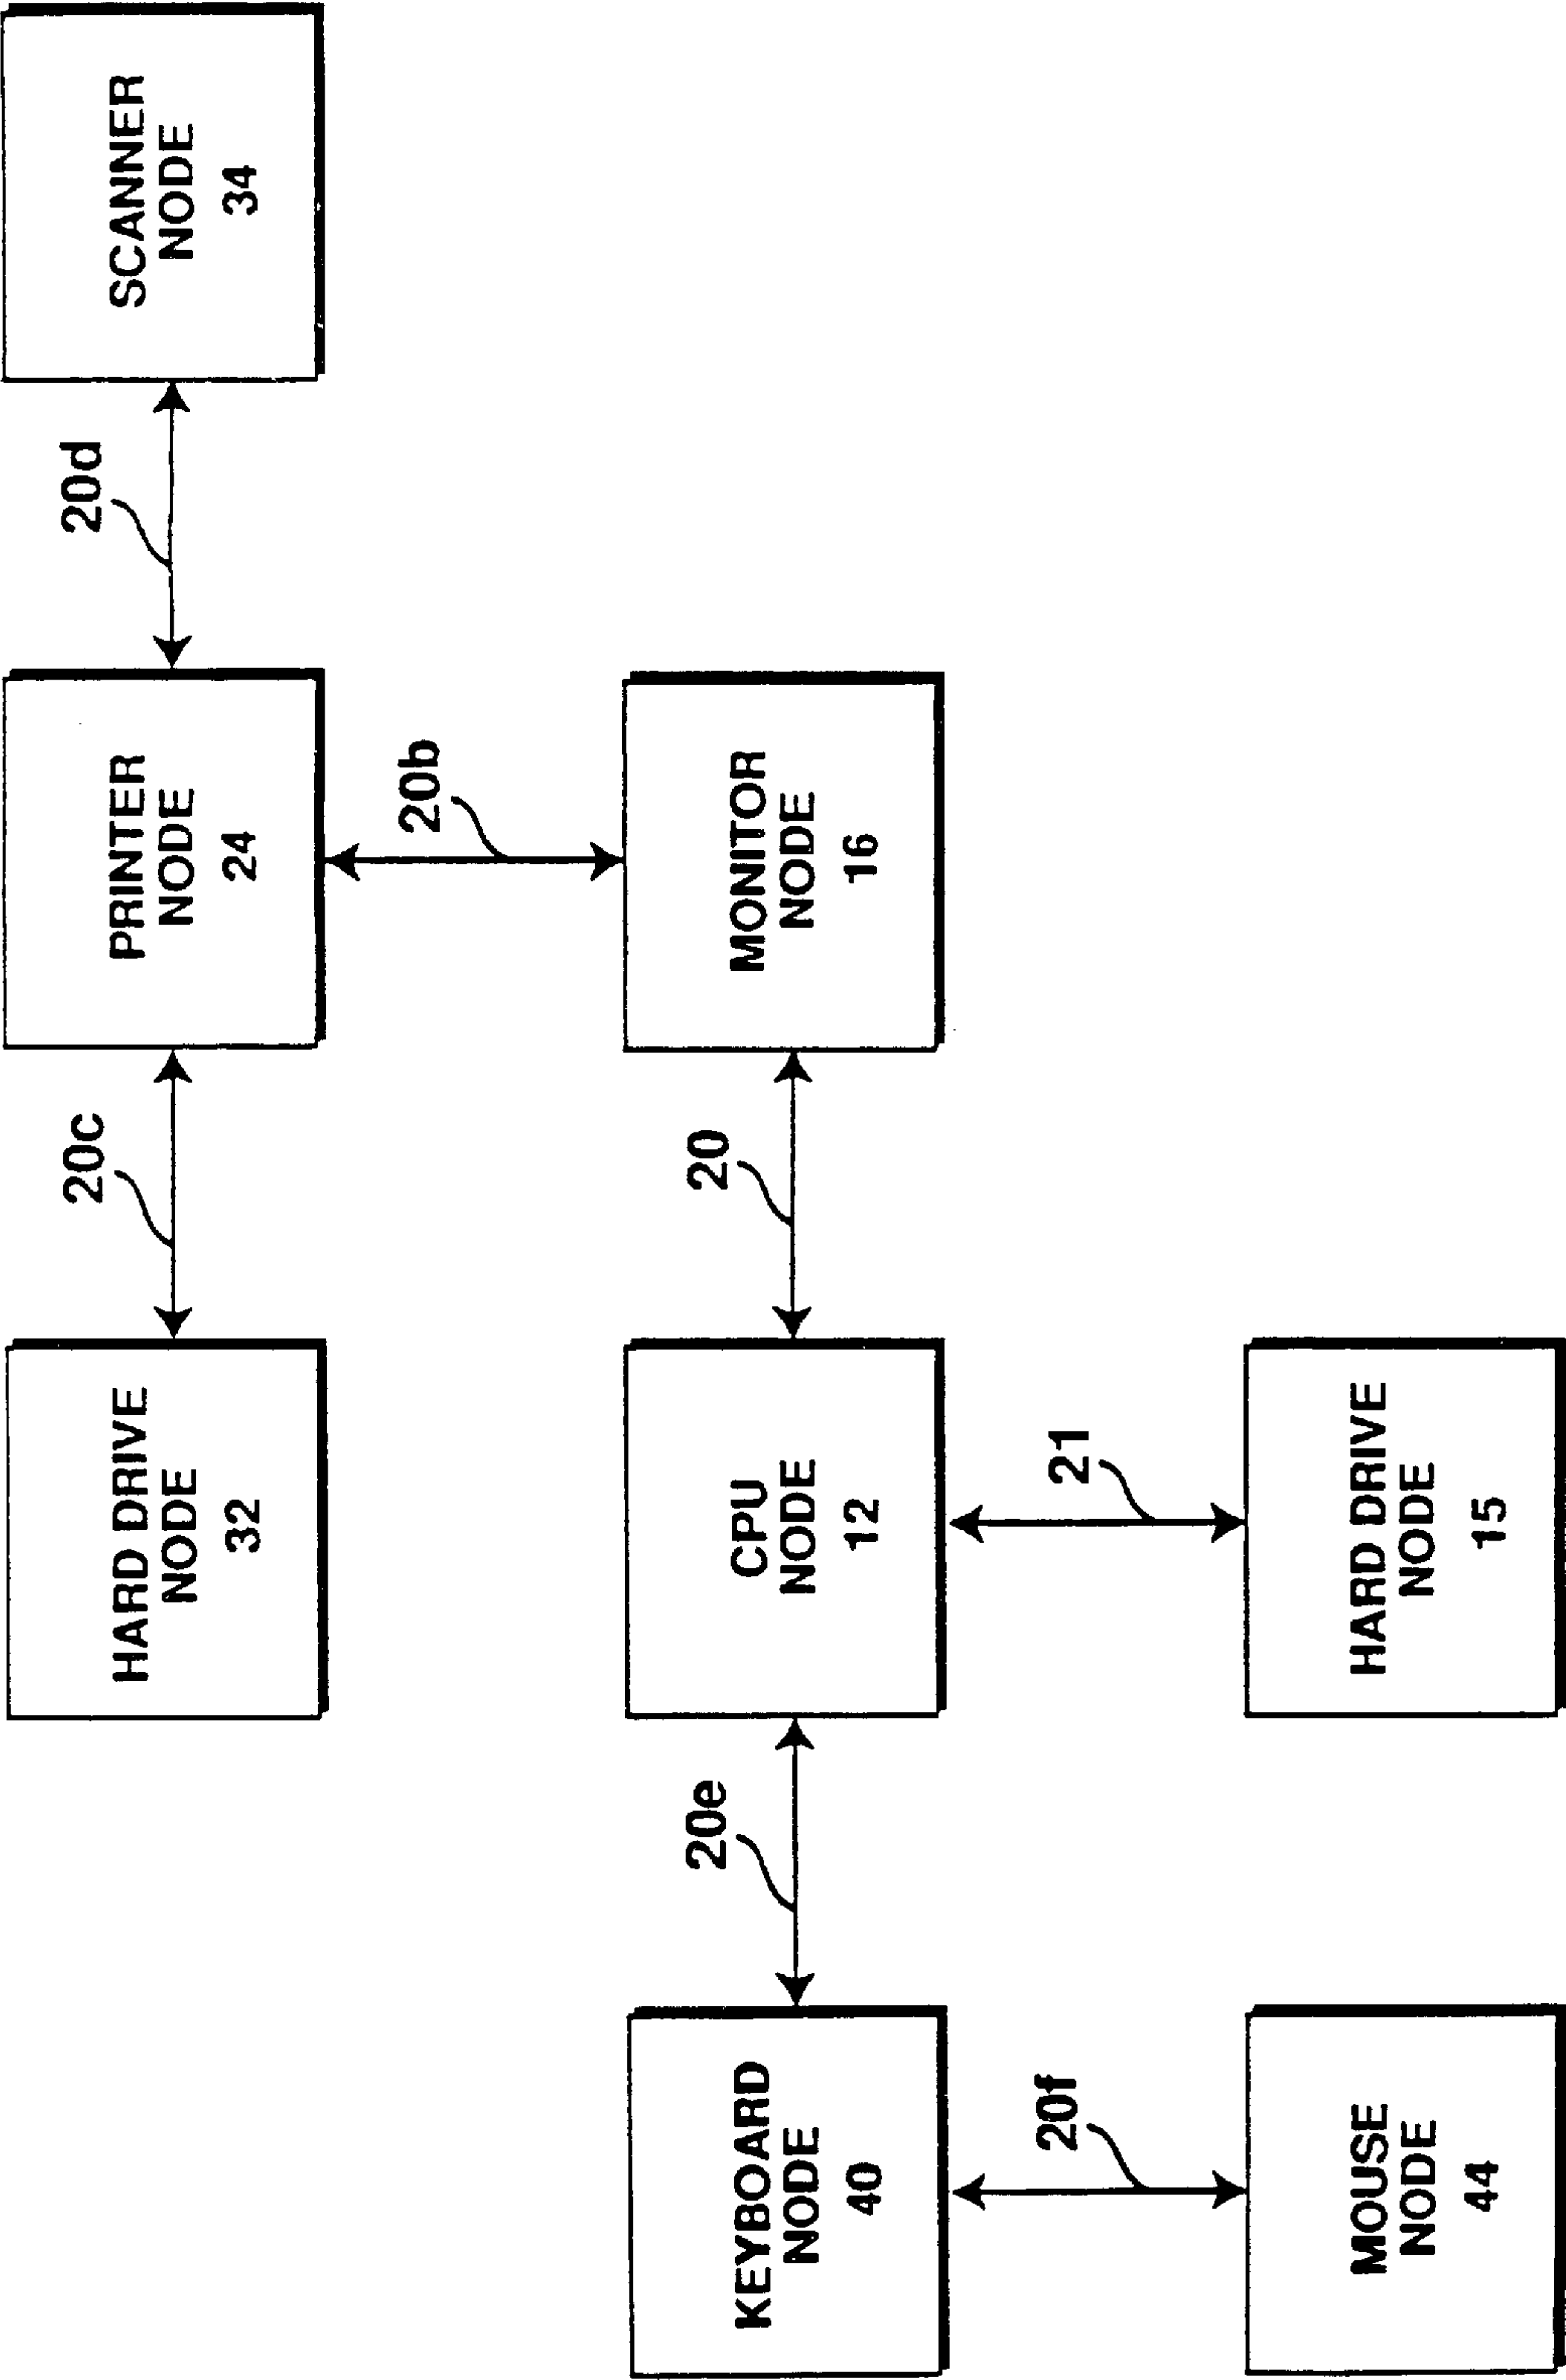 HARD DRIVE
NODE
32
20c
PRINTER
NODE
24
20d
SCANNER
NODE
34
20b
KEYBOARD
NODE
40
20e
CPU
NODE
12
20
MONITOR
NODE
16
20f
21
MOUSE
NODE
44
HARD DRIVE
NODE
15